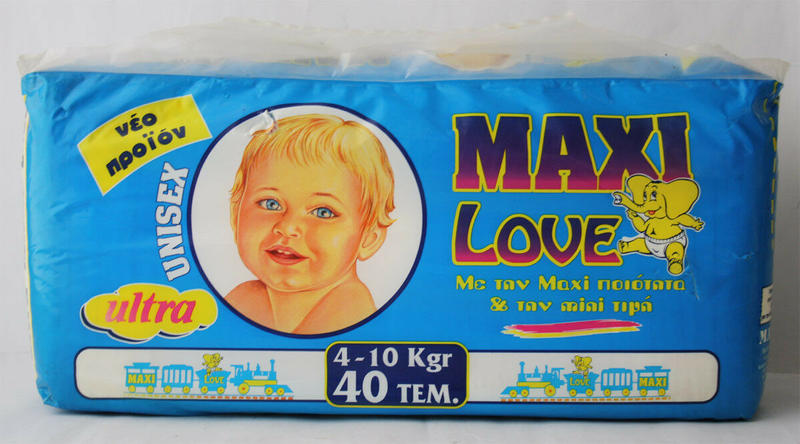 νέο
προϊόν
UNISEX
ultra
MAXI
LOVE
Με την Maxi ποιότητα
& την mini τιμή
4-10 Kgr
40 ΤΕΜ.
MAXI LOVE
LOVE MAXI